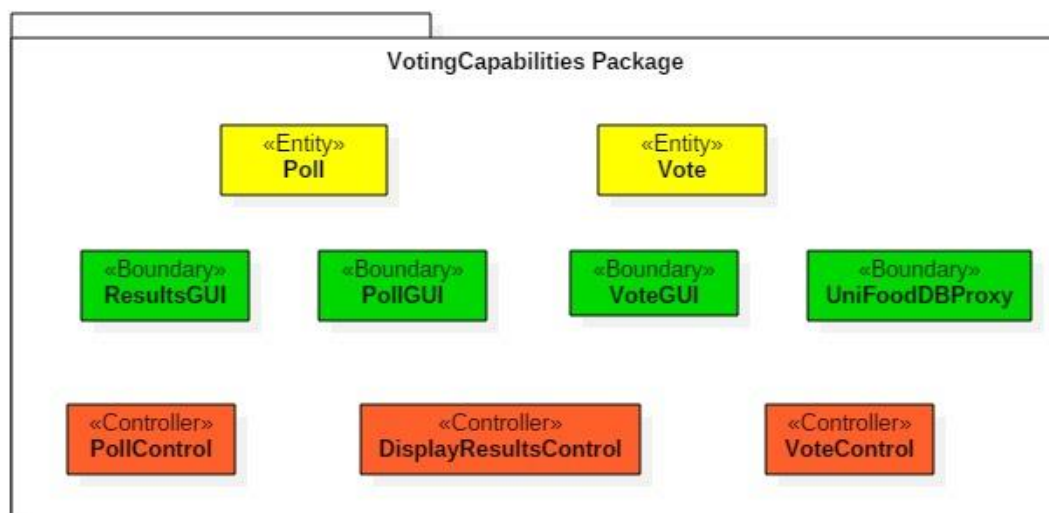 VotingCapabilities Package
«Entity»
Poll
«Entity»
Vote
«Boundary»
ResultsGUI
«Boundary»
PollGUI
«Boundary»
VoteGUI
«Boundary»
UniFoodDBProxy
«Controller»
PollControl
«Controller»
DisplayResultsControl
«Controller»
VoteControl